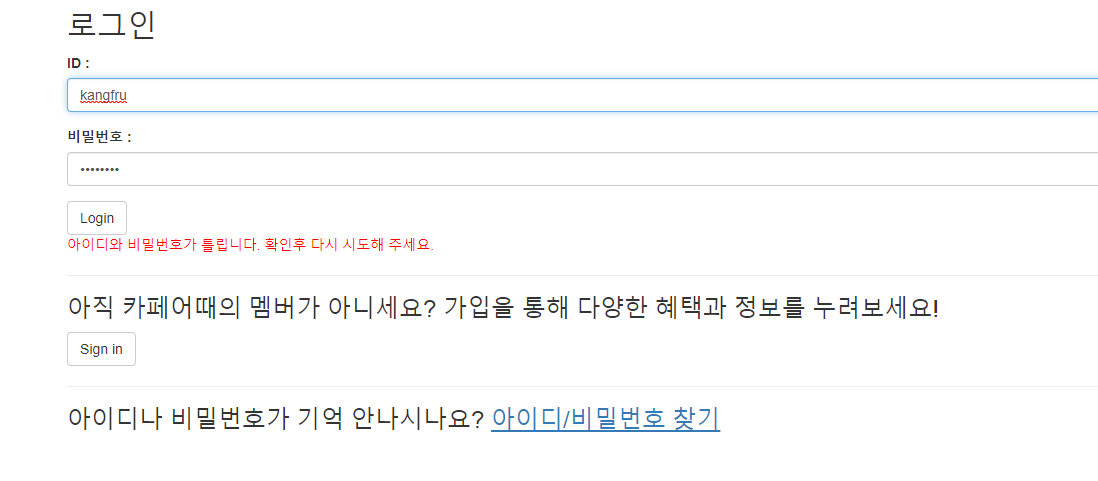 로그인
ID :
kangfru
비밀번호 :
••••••••
Login
아이디와 비밀번호가 틀립니다. 확인후 다시 시도해 주세요.
아직 카페어때의 멤버가 아니세요? 가입을 통해 다양한 혜택과 정보를 누려보세요!
Sign in
아이디나 비밀번호가 기억 안나시나요? 아이디/비밀번호 찾기